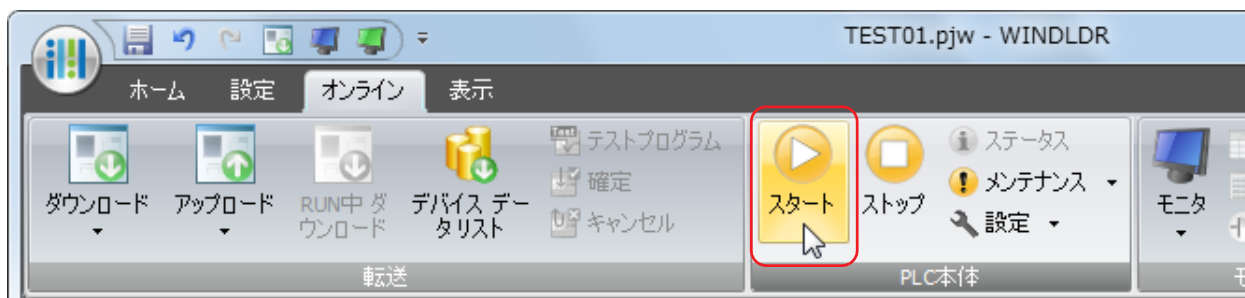 TEST01.pjw - WINDLDR
ホーム 設定 オンライン 表示
ダウンロード
アップロード
RUN中 ダ
ウンロード
デバイス デー
タリスト
Test
テストプログラム
確定
キャンセル
転送
スタート
ストップ
ステータス
メンテナンス
設定
PLC本体
モニタ
モ